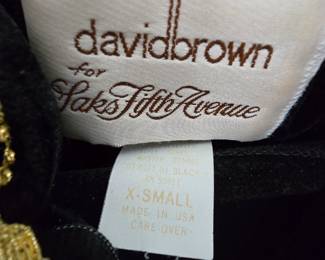 davidbrown
for
Saks Fifth Avenue
X-SMALL
MADE IN USA
CARE OVER